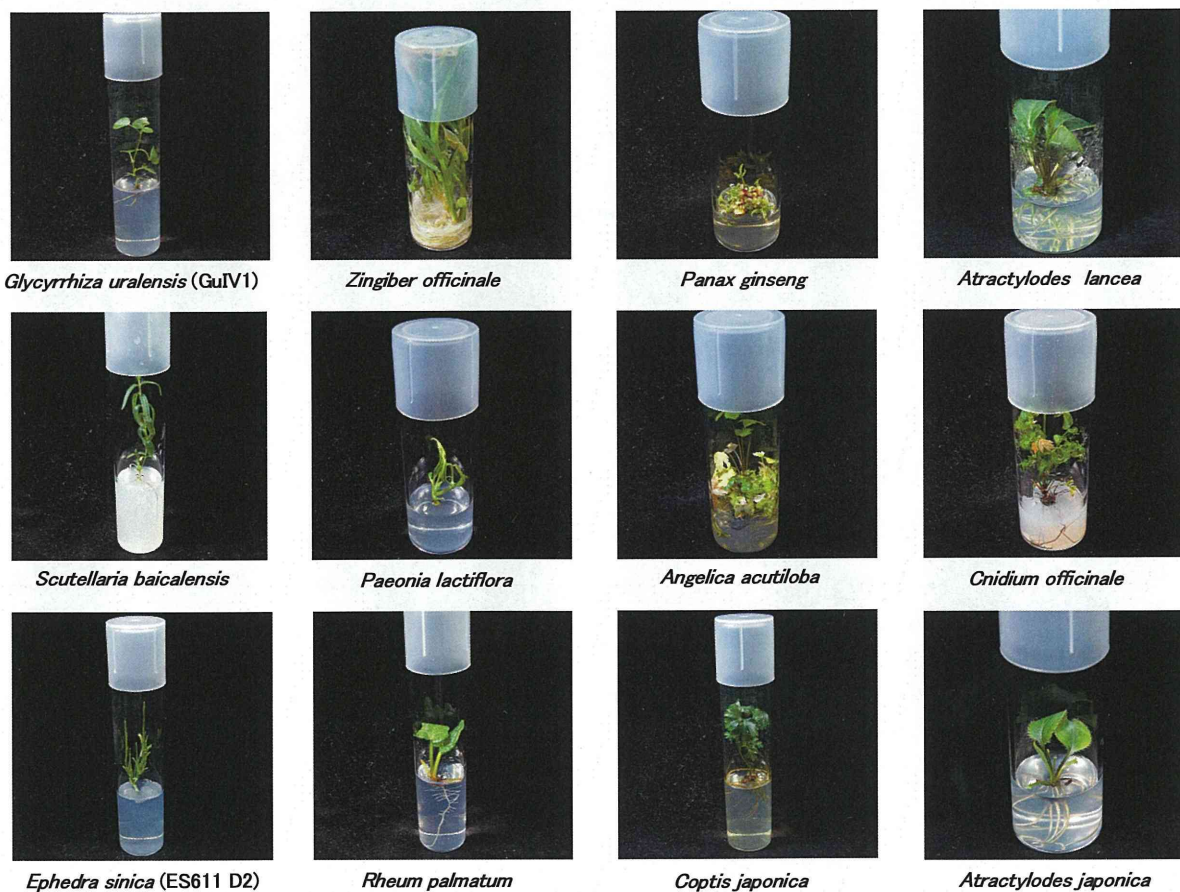 Glycyrrhiza uralensis (GuIV1)
Zingiber officinale
Panax ginseng
Atractylodes lancea
Scutellaria baicalensis
Paeonia lactiflora
Angelica acutiloba
Cnidium officinale
Ephedra sinica (ES611 D2)
Rheum palmatum
Coptis japonica
Atractylodes japonica